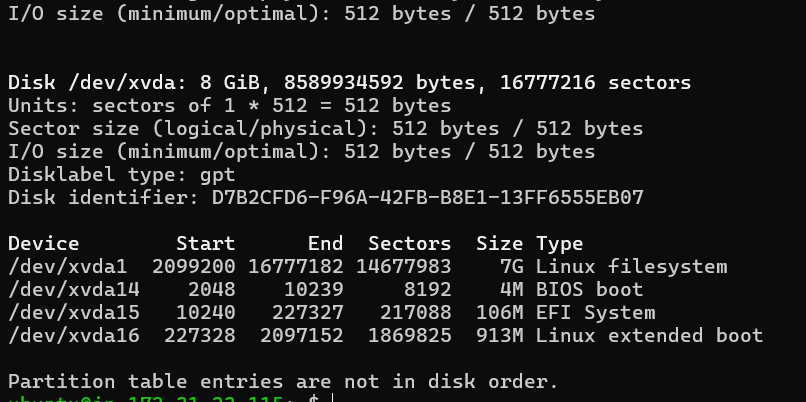 I/O size (minimum/optimal): 512 bytes / 512 bytes
Disk /dev/xvda: 8 GiB, 8589934592 bytes, 16777216 sectors
Units: sectors of 1 * 512 = 512 bytes
Sector size (logical/physical): 512 bytes / 512 bytes
I/O size (minimum/optimal): 512 bytes / 512 bytes
Disklabel type: gpt
Disk identifier: D7B2CFD6-F96A-42FB-B8E1-13FF6555EB07
Device Start End Sectors Size Type
/dev/xvda1 2099200 16777182 14677983 7G Linux filesystem
/dev/xvda14 2048 10239 8192 4M BIOS boot
/dev/xvda15 10240 227327 217088 106M EFI System
/dev/xvda16 227328 2097152 1869825 913M Linux extended boot
Partition table entries are not in disk order.